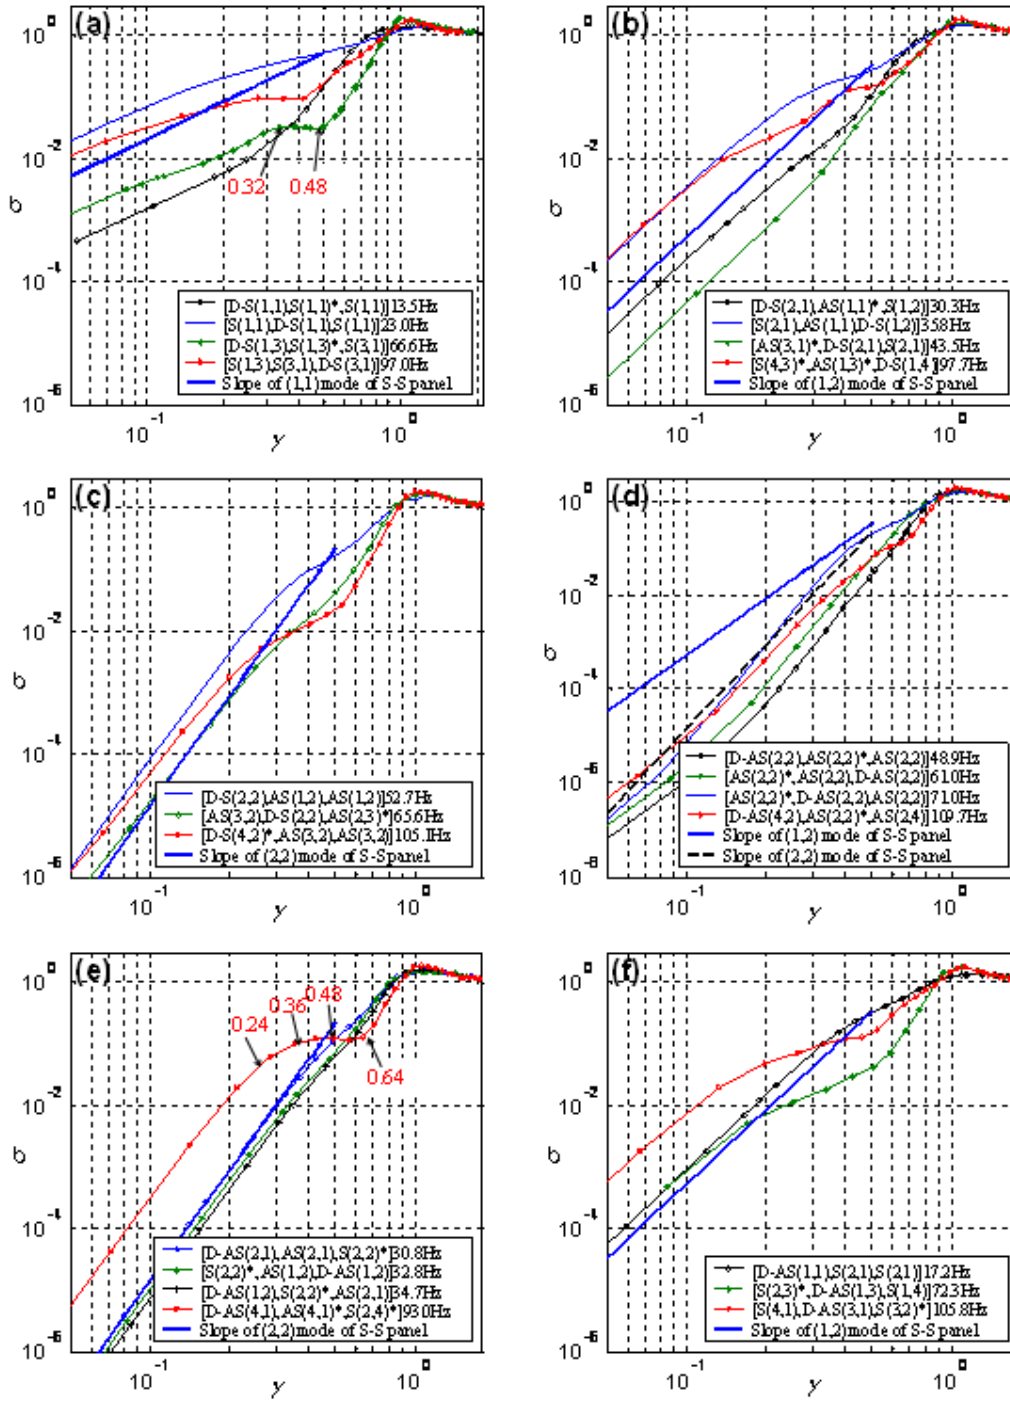 (a)
10⁰
10⁻²
10⁻⁴
10⁻⁶
σ
0.32
0.48
[D-S(1,1),S(1,1)*,S(1,1)]13.5Hz
[S(1,1),D-S(1,1),S(1,1)]23.0Hz
[D-S(1,3),S(1,3)*,S(3,1)]66.6Hz
[S(1,3)S(3,1),D-S(3,1)]97.0Hz
Slope of (1,1) mode of S-S panel
10⁻¹
γ
10⁰
(b)
10⁰
10⁻²
10⁻⁴
10⁻⁶
σ
[D-S(2,1),AS(1,1)*,S(1,2)]30.3Hz
[S(2,1),AS(1,1),D-S(1,2)]35.8Hz
[AS(3,1)*,D-S(2,1)S(2,1)]43.5Hz
[S(4,3)*,AS(1,3)*,D-S(1,4)]97.7Hz
Slope of (1,2) mode of S-S panel
10⁻¹
γ
10⁰
(c)
10⁰
10⁻²
10⁻⁴
10⁻⁶
σ
[D-S(2,2),AS(1,2),AS(1,2)]52.7Hz
[AS(3,2),D-S(2,2),AS(2,3)*]65.6Hz
[D-S(4,2)*,AS(3,2),AS(3,2)]105.1Hz
Slope of (2,2) mode of S-S panel
10⁻¹
γ
10⁰
(d)
10⁰
10⁻²
10⁻⁴
10⁻⁶
10⁻⁸
σ
[D-AS(2,2),AS(2,2)*,AS(2,2)]48.9Hz
[AS(2,2)*,AS(2,2),D-AS(2,2)]61.0Hz
[AS(2,2)*,D-AS(2,2),AS(2,2)]71.0Hz
[D-AS(4,2),AS(2,2)*,AS(2,4)]109.7Hz
Slope of (1,2) mode of S-S panel
Slope of (2,2) mode of S-S panel
10⁻¹
γ
10⁰
(e)
10⁰
10⁻²
10⁻⁴
10⁻⁶
σ
0.24
0.36
0.48
0.64
[D-AS(2,1),AS(2,1),S(2,2)*]30.8Hz
[S(2,2)*,AS(1,2),D-AS(1,2)]32.8Hz
[D-AS(1,2),S(2,2)*,AS(2,1)]34.7Hz
[D-AS(4,1),AS(4,1)*,S(2,4)*]93.0Hz
Slope of (2,2) mode of S-S panel
10⁻¹
γ
10⁰
(f)
10⁰
10⁻²
10⁻⁴
10⁻⁶
σ
[D-AS(1,1),S(2,1),S(2,1)]17.2Hz
[S(2,3)*,D-AS(1,3),S(1,4)]72.3Hz
[S(4,1),D-AS(3,1),S(3,2)*]105.8Hz
Slope of (1,2) mode of S-S panel
10⁻¹
γ
10⁰